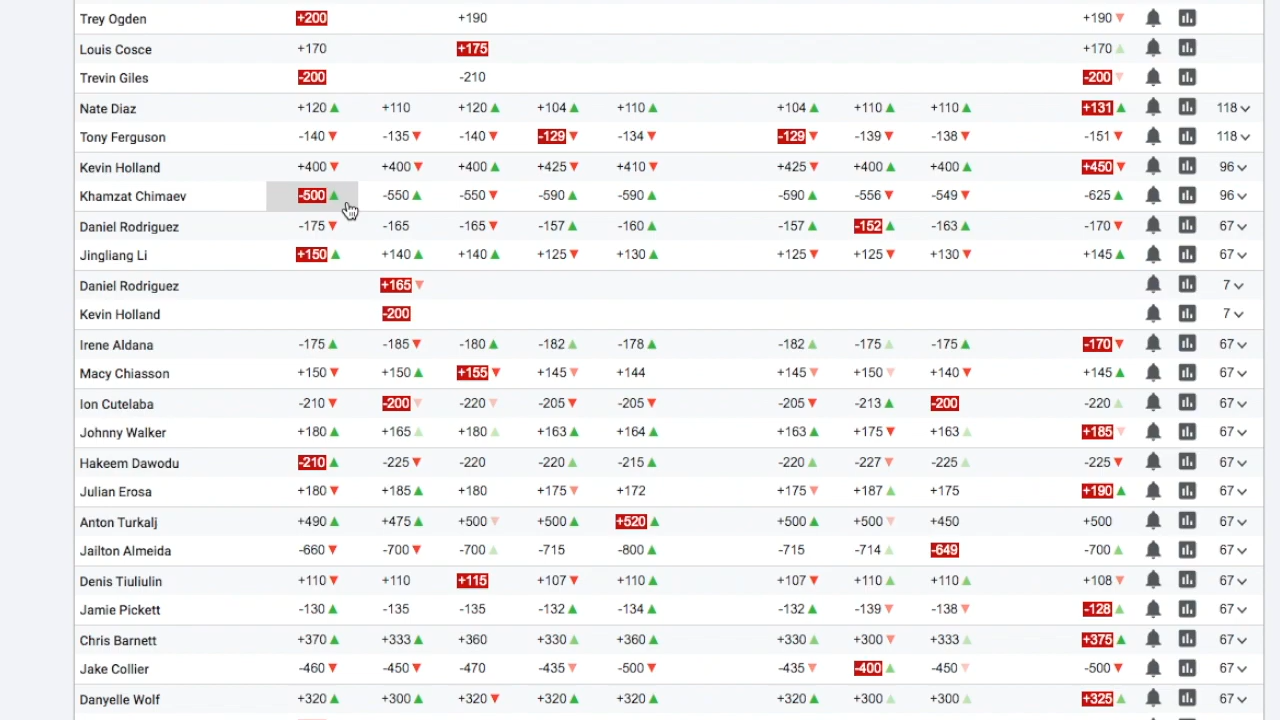 Trey Ogden +200 +190 +190▼
Louis Cosce +170 +175 +170▲
Trevin Giles -200 -210 -200▼
Nate Diaz +120▲ +110 +120▲ +104▲ +110▲ +104▲ +110▲ +110▲ +131▲ 118
Tony Ferguson -140▼ -135▼ -140▼ -129▼ -134▼ -129▼ -139▼ -138▼ -151▼ 118
Kevin Holland +400▼ +400▼ +400▲ +425▼ +410▼ +425▼ +400▲ +400▲ +450▼ 96
Khamzat Chimaev -500▲ -550▲ -550▼ -590▲ -590▲ -590▲ -556▼ -549▼ -625▲ 96
Daniel Rodriguez -175▼ -165 -165▼ -157▲ -160▲ -157▲ -152▲ -163▲ -170▼ 67
Jingliang Li +150▲ +140▲ +140▲ +125▼ +130▲ +125▼ +125▼ +130▼ +145▲ 67
Daniel Rodriguez +165▼ 7
Kevin Holland -200 7
Irene Aldana -175▲ -185▼ -180▲ -182▲ -178▲ -182▲ -175▲ -175▲ -170▼ 67
Macy Chiasson +150▼ +150▲ +155▼ +145▼ +144 +145▼ +150▼ +140▼ +145▲ 67
Ion Cutelaba -210▼ -200▼ -220▼ -205▼ -205▼ -205▼ -213▲ -200 -220▲ 67
Johnny Walker +180▲ +165▲ +180▲ +163▲ +164▲ +163▲ +175▼ +163▲ +185▼ 67
Hakeem Dawodu -210▲ -225▼ -220 -220▲ -215▲ -220▲ -227▼ -225▲ -225▼ 67
Julian Erosa +180▼ +185▲ +180 +175▼ +172 +175▼ +187▲ +175 +190▲ 67
Anton Turkalj +490▲ +475▲ +500▼ +500▲ +520▲ +500▲ +500▼ +450 +500 67
Jailton Almeida -660▼ -700▼ -700▲ -715 -800▲ -715 -714▲ -649 -700▲ 67
Denis Tiuliulin +110▼ +110 +115 +107▼ +110▲ +107▼ +110▲ +110▲ +108▼ 67
Jamie Pickett -130▲ -135 -135 -132▲ -134▲ -132▲ -139▼ -138▼ -128▲ 67
Chris Barnett +370▲ +333▲ +360 +330▲ +360▲ +330▲ +300▼ +333▲ +375▲ 67
Jake Collier -460▼ -450▼ -470 -435▼ -500▼ -435▼ -400▲ -450▼ -500▼ 67
Danyelle Wolf +320▲ +300▲ +320▼ +320▲ +320▲ +320▲ +300▲ +300▲ +325▲ 67